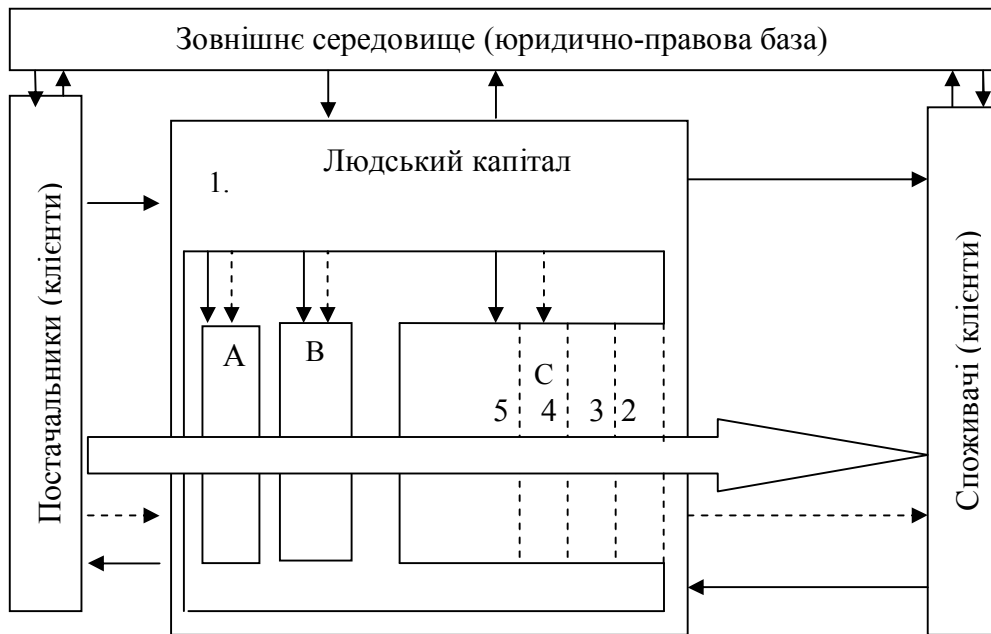 Зовнішнє середовище (юридично-правова база)
Людський капітал
1.
Постачальники (клієнти)
Споживачі (клієнти)
A
B
C
5 4 3 2